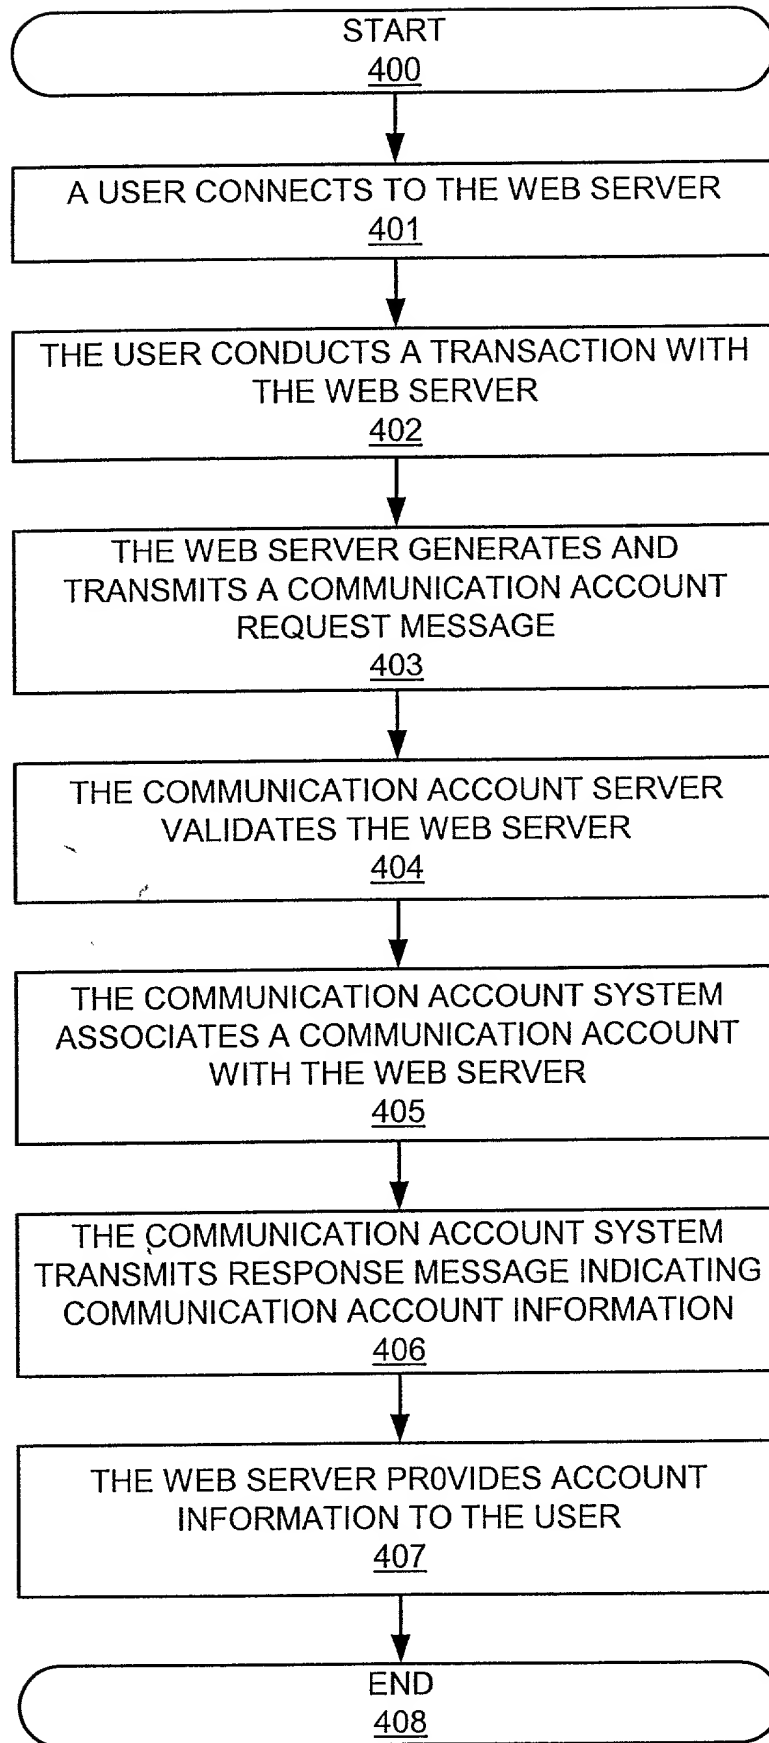 START
400
A USER CONNECTS TO THE WEB SERVER
401
THE USER CONDUCTS A TRANSACTION WITH
THE WEB SERVER
402
THE WEB SERVER GENERATES AND
TRANSMITS A COMMUNICATION ACCOUNT
REQUEST MESSAGE
403
THE COMMUNICATION ACCOUNT SERVER
VALIDATES THE WEB SERVER
404
THE COMMUNICATION ACCOUNT SYSTEM
ASSOCIATES A COMMUNICATION ACCOUNT
WITH THE WEB SERVER
405
THE COMMUNICATION ACCOUNT SYSTEM
TRANSMITS RESPONSE MESSAGE INDICATING
COMMUNICATION ACCOUNT INFORMATION
406
THE WEB SERVER PR0VIDES ACCOUNT
INFORMATION TO THE USER
407
END
408